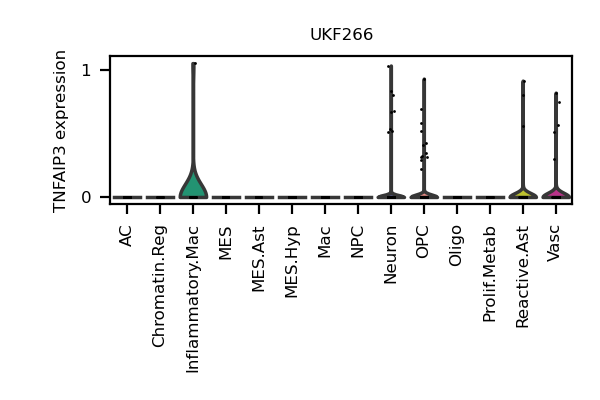 UKF266
TNFAIP3 expression
1
0
AC
Chromatin.Reg
Inflammatory.Mac
MES
MES.Ast
MES.Hyp
Mac
NPC
Neuron
OPC
Oligo
Prolif.Metab
Reactive.Ast
Vasc